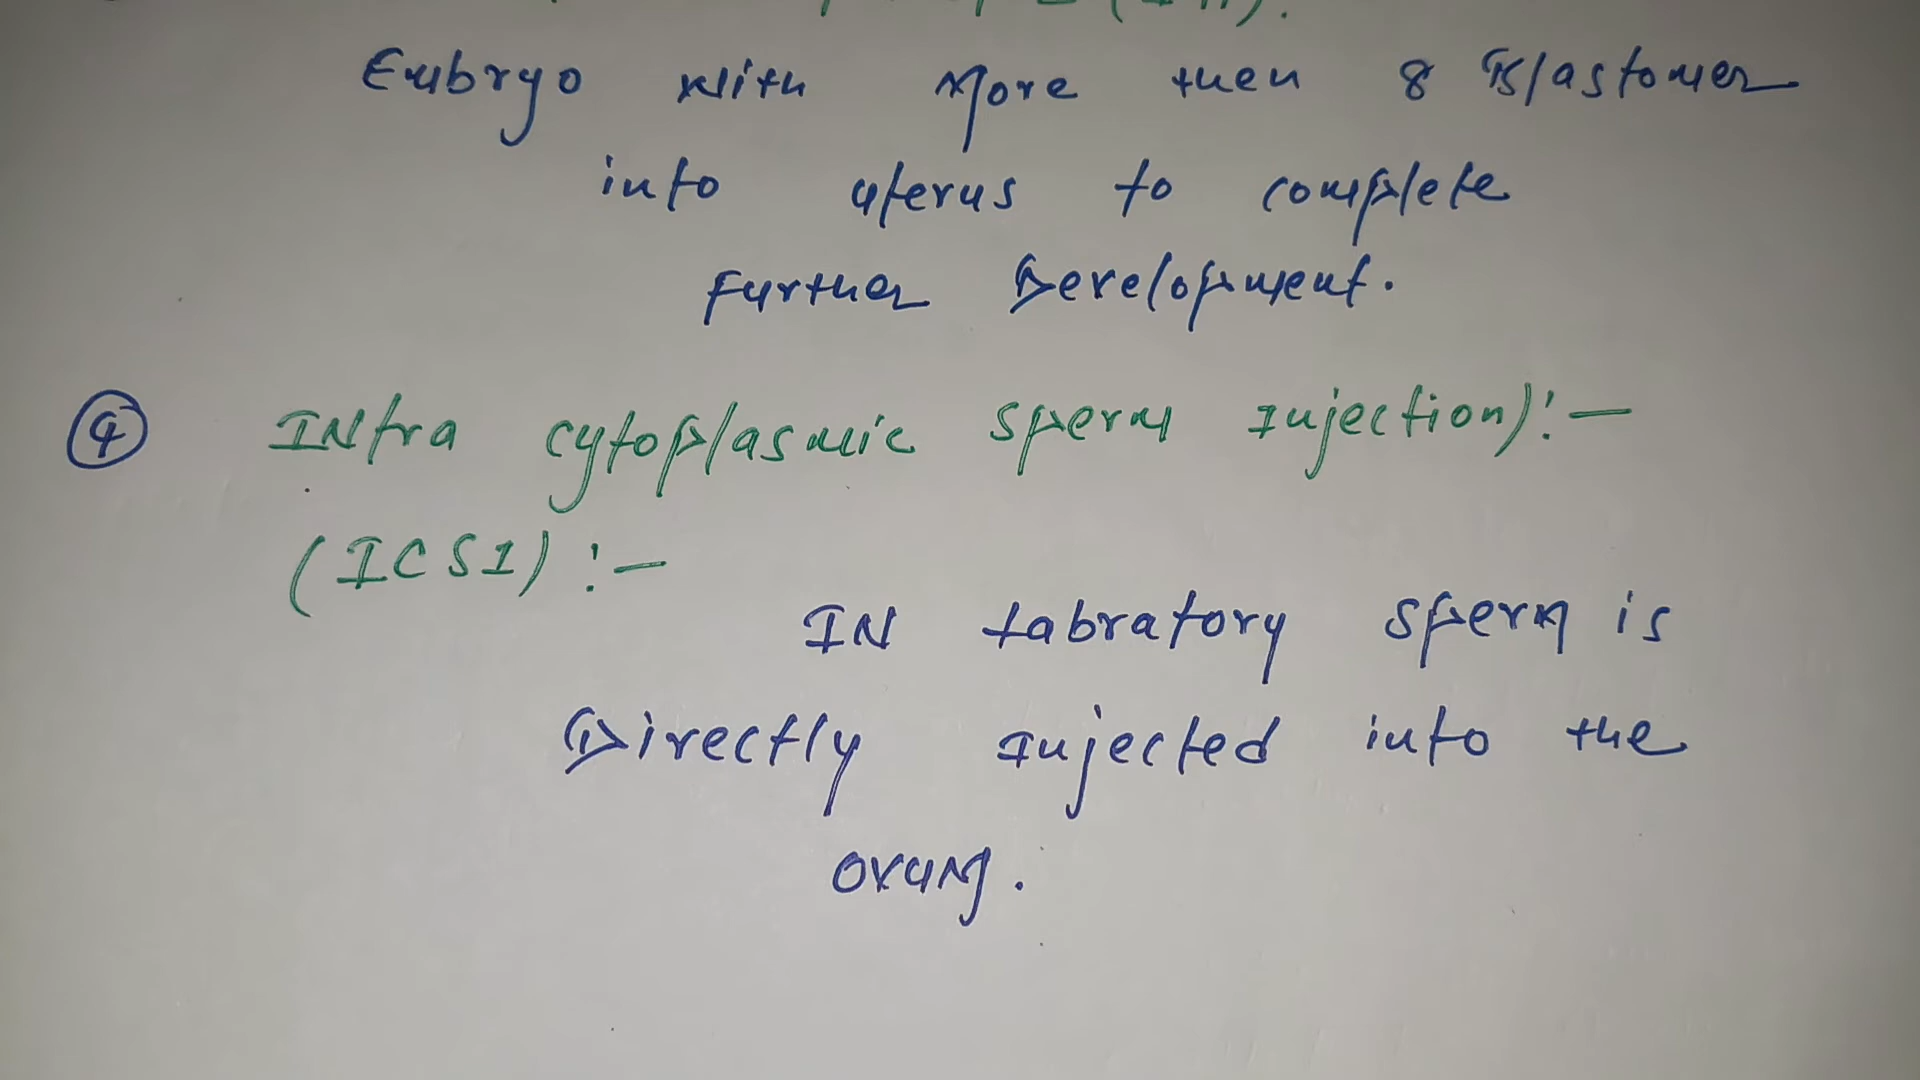 Embryo with More then 8 Blastomer
into uterus to complete
further Development.
④ INtra cytoplasmic sperm Injection):-
(ICSI):-
IN Labratory sperm is
Directly Injected into the
ovum.